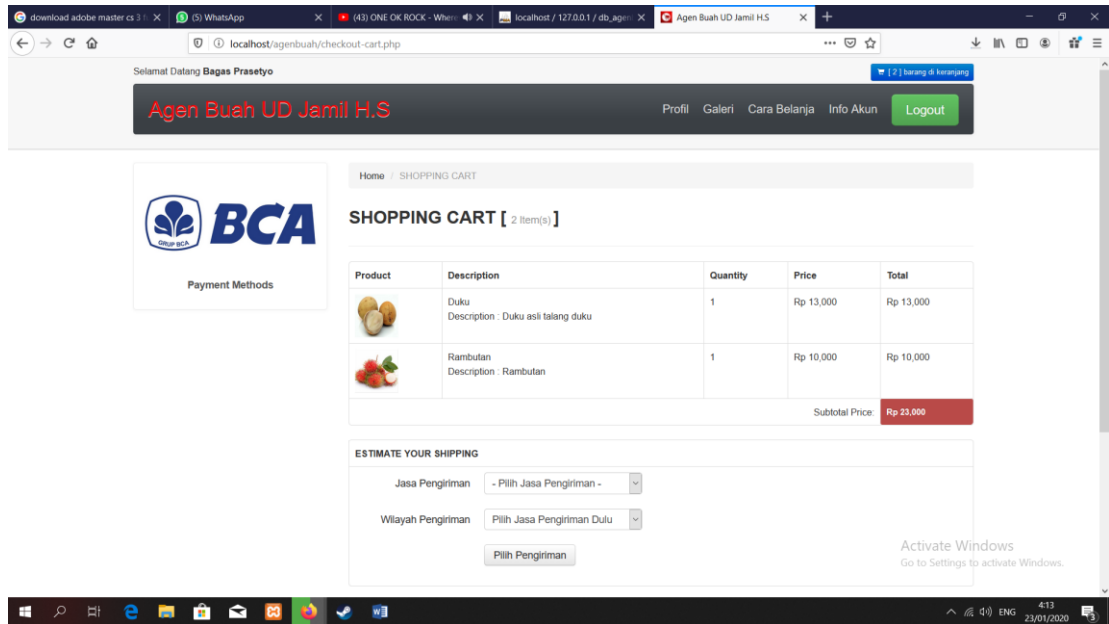 download adobe master cs 3 f
(5) WhatsApp
(43) ONE OK ROCK - Where
localhost / 127.0.0.1 / db_agen
Agen Buah UD Jamil H.S
localhost/agenbuah/checkout-cart.php
Selamat Datang Bagas Prasetyo
[ 2 ] barang di keranjang
Agen Buah UD Jamil H.S
Profil Galeri Cara Belanja Info Akun Logout
Home / SHOPPING CART
GRUP BCA
BCA
Payment Methods
SHOPPING CART [ 2 Item(s) ]
Product Description Quantity Price Total
Duku 1 Rp 13,000 Rp 13,000
Description : Duku asli talang duku
Rambutan 1 Rp 10,000 Rp 10,000
Description : Rambutan
Subtotal Price: Rp 23,000
ESTIMATE YOUR SHIPPING
Jasa Pengiriman - Pilih Jasa Pengiriman -
Wilayah Pengiriman Pilih Jasa Pengiriman Dulu
Pilih Pengiriman
Activate Windows
Go to Settings to activate Windows.
ENG
4:13
23/01/2020
3